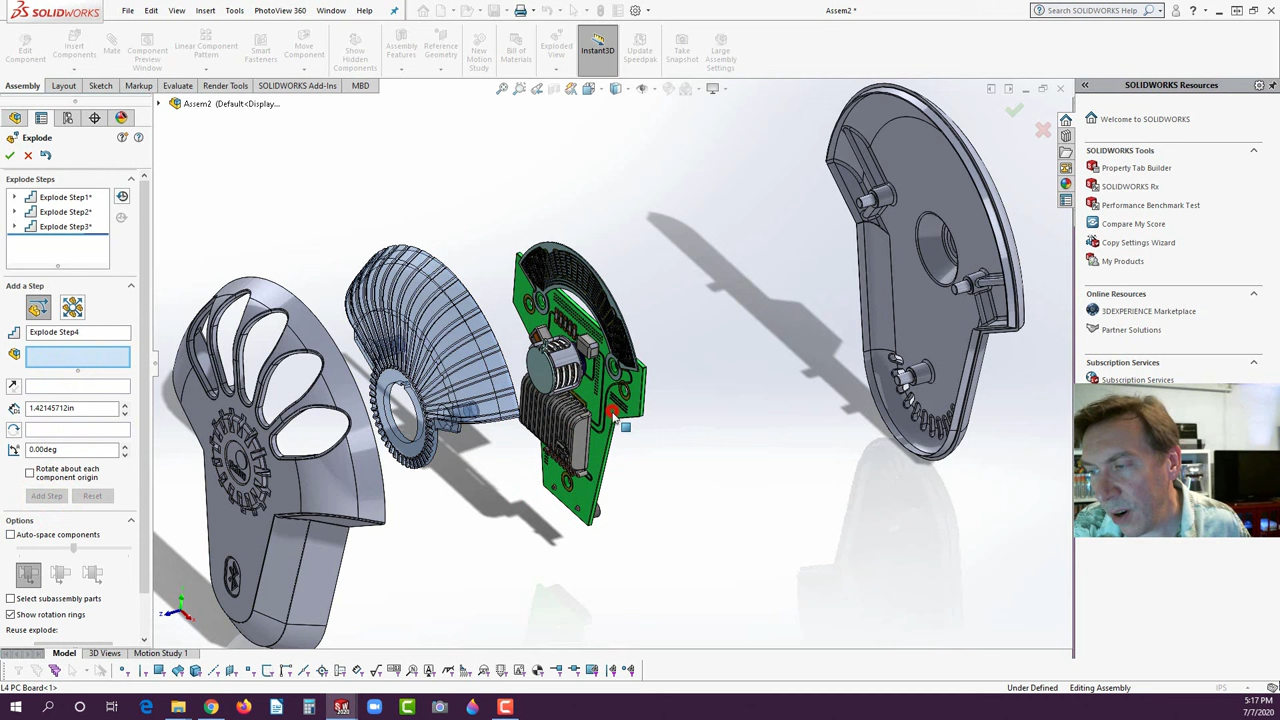 SOLIDWORKS
File
Edit
View
Insert
Tools
PhotoView 360
Window
Help
Assem2 *
Search SOLIDWORKS Help
Edit Component
Insert Components
Mate
Component Preview Window
Linear Component Pattern
Smart Fasteners
Move Component
Show Hidden Components
Assembly Features
Reference Geometry
New Motion Study
Bill of Materials
Exploded View
Instant3D
Update Speedpak
Take Snapshot
Large Assembly Settings
Assembly
Layout
Sketch
Markup
Evaluate
Render Tools
SOLIDWORKS Add-Ins
MBD
Assem2 (Default<Display...
Explode
Explode Steps
Explode Step1*
Explode Step2*
Explode Step3*
Add a Step
Explode Step4
1.42145712in
0.00deg
Rotate about each component origin
Add Step
Reset
Options
Auto-space components
Select subassembly parts
Show rotation rings
Reuse explode:
SOLIDWORKS Resources
Welcome to SOLIDWORKS
SOLIDWORKS Tools
Property Tab Builder
SOLIDWORKS Rx
Performance Benchmark Test
Compare My Score
Copy Settings Wizard
My Products
Online Resources
3DEXPERIENCE Marketplace
Partner Solutions
Subscription Services
Subscription Services
Model
3D Views
Motion Study 1
L4 PC Board<1>
Under Defined
Editing Assembly
IPS
5:17 PM
7/7/2020